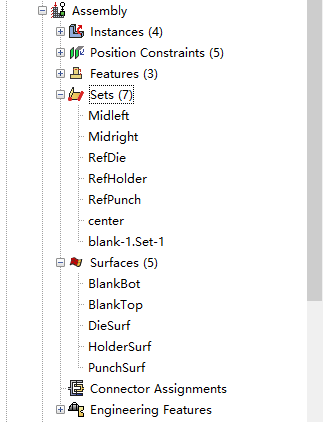 Assembly
Instances (4)
Position Constraints (5)
Features (3)
Sets (7)
Midleft
Midright
RefDie
RefHolder
RefPunch
center
blank-1.Set-1
Surfaces (5)
BlankBot
BlankTop
DieSurf
HolderSurf
PunchSurf
Connector Assignments
Engineering Features